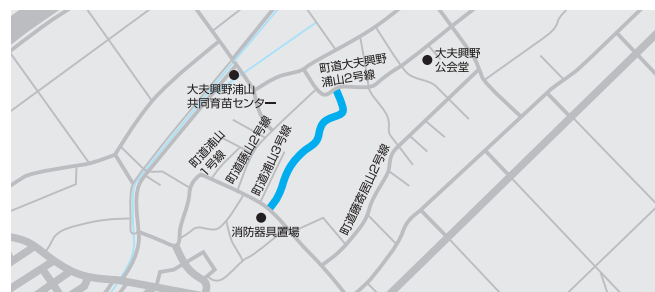 町道大夫興野
浦山2号線
大夫興野
公会堂
大夫興野浦山
共同育苗センター
町道浦山
1号線
町道藤山2号線
町道浦山3号線
町道藤寄居山2号線
消防器具置場